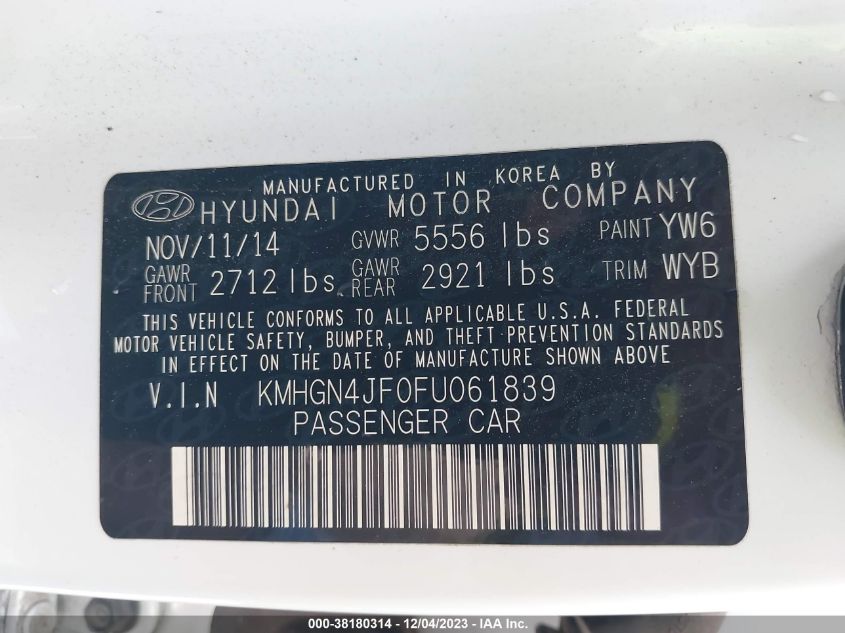 MANUFACTURED IN KOREA BY
HYUNDAI MOTOR COMPANY
NOV/11/14 GVWR 5556 lbs PAINT YW6
GAWR FRONT 2712 lbs GAWR REAR 2921 lbs TRIM WYB
THIS VEHICLE CONFORMS TO ALL APPLICABLE U.S.A. FEDERAL
MOTOR VEHICLE SAFETY, BUMPER, AND THEFT PREVENTION STANDARDS
IN EFFECT ON THE DATE OF MANUFACTURE SHOWN ABOVE
V.I.N KMHGN4JF0FU061839
PASSENGER CAR
000-38180314 - 12/04/2023 - IAA Inc.